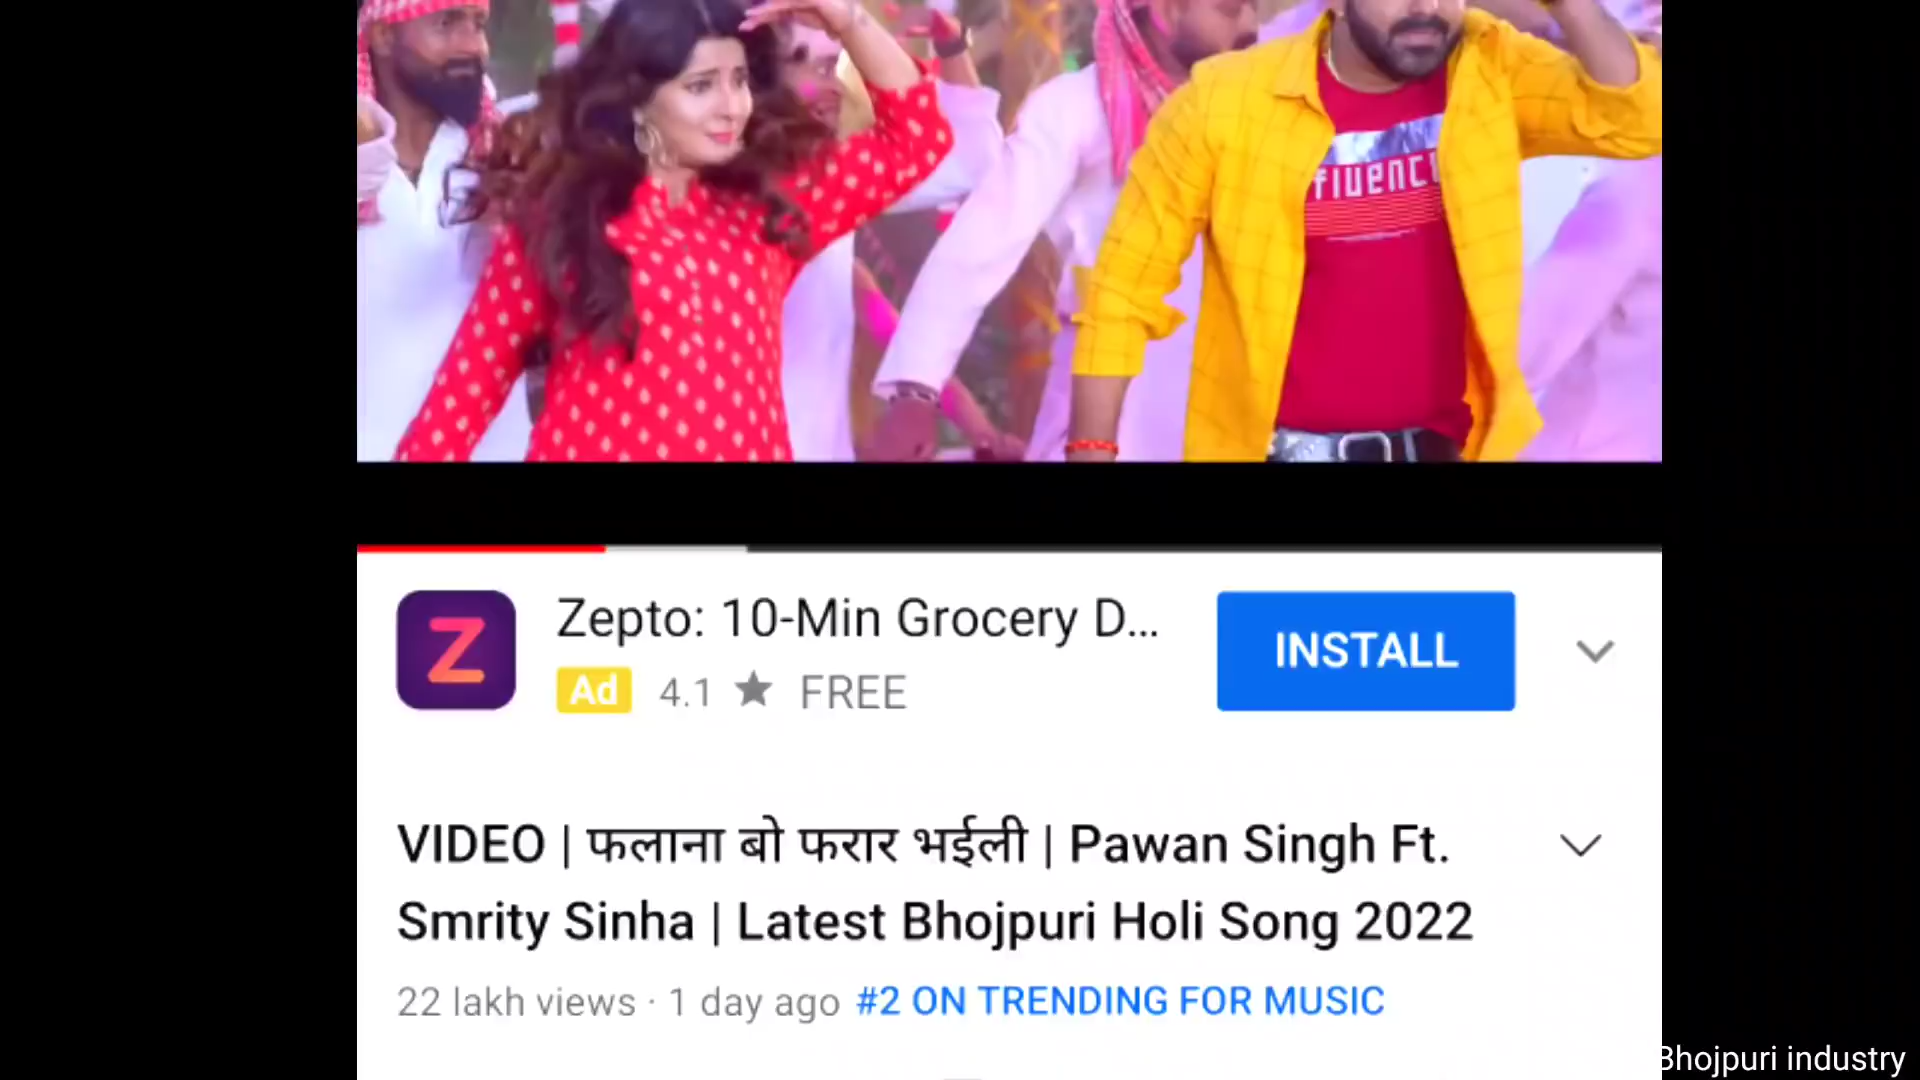 fluenc
Z
Zepto: 10-Min Grocery D...
INSTALL
Ad 4.1 ★ FREE
VIDEO | फलाना बो फरार भईली | Pawan Singh Ft.
Smrity Sinha | Latest Bhojpuri Holi Song 2022
22 lakh views · 1 day ago #2 ON TRENDING FOR MUSIC
Bhojpuri industry